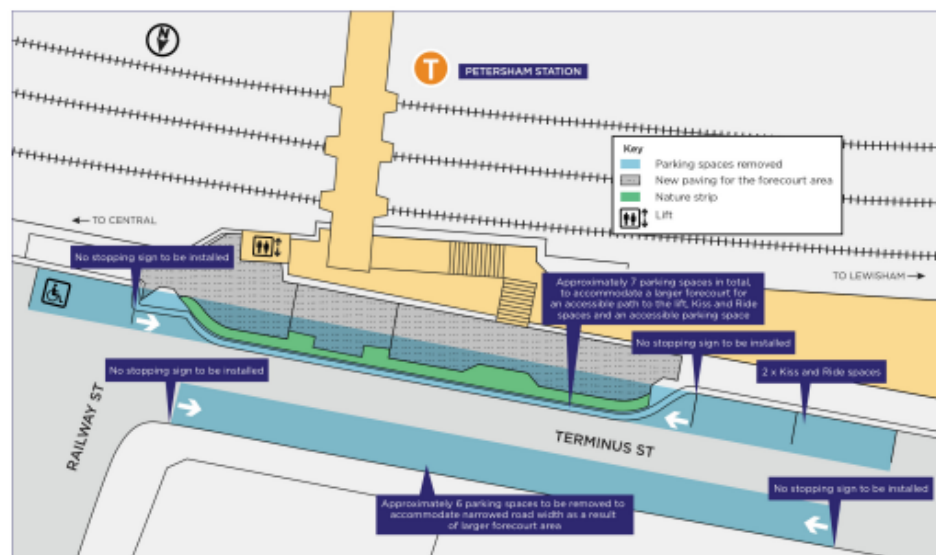 N
T
PETERSHAM STATION
Key
Parking spaces removed
New paving for the forecourt area
Nature strip
Lift
← TO CENTRAL
TO LEWISHAM →
No stopping sign to be installed
Approximately 7 parking spaces in total,
to accommodate a larger forecourt for
an accessible path to the lift, Kiss and Ride
spaces and an accessible parking space
No stopping sign to be installed
No stopping sign to be installed
2 x Kiss and Ride spaces
RAILWAY ST
TERMINUS ST
Approximately 6 parking spaces to be removed to
accommodate narrowed road width as a result
of larger forecourt area
No stopping sign to be installed